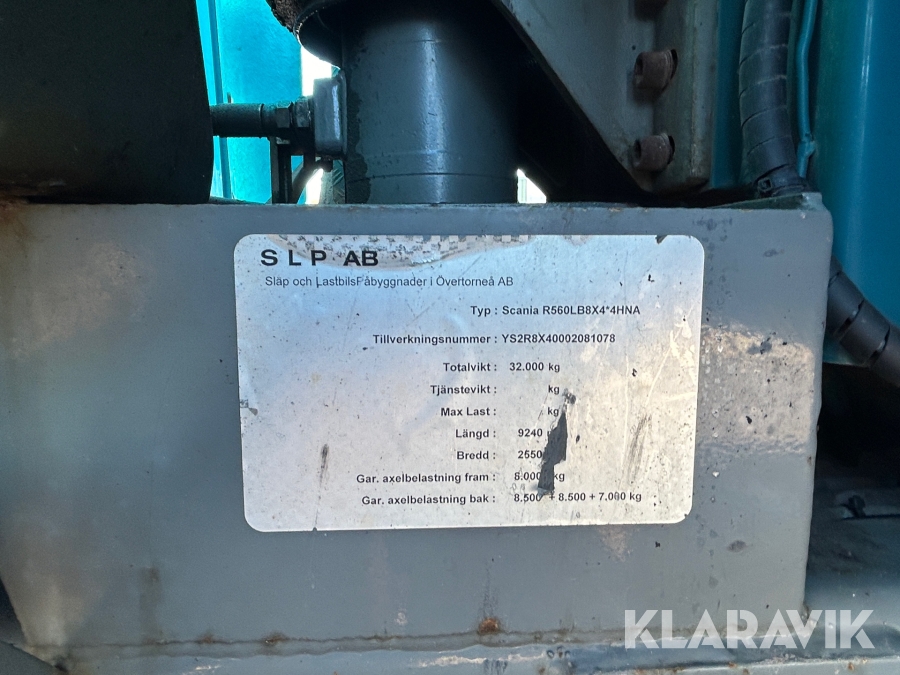 S L P AB
Släp och LastbilsPåbyggnader i Övertorneå AB
Typ : Scania R560LB8X4*4HNA
Tillverkningsnummer : YS2R8X40002081078
Totalvikt : 32.000 kg
Tjänstevikt : kg
Max Last : kg
Längd : 9240
Bredd : 2550
Gar. axelbelastning fram : 8.000 kg
Gar. axelbelastning bak : 8.500 + 8.500 + 7.000 kg
KLARAVIK